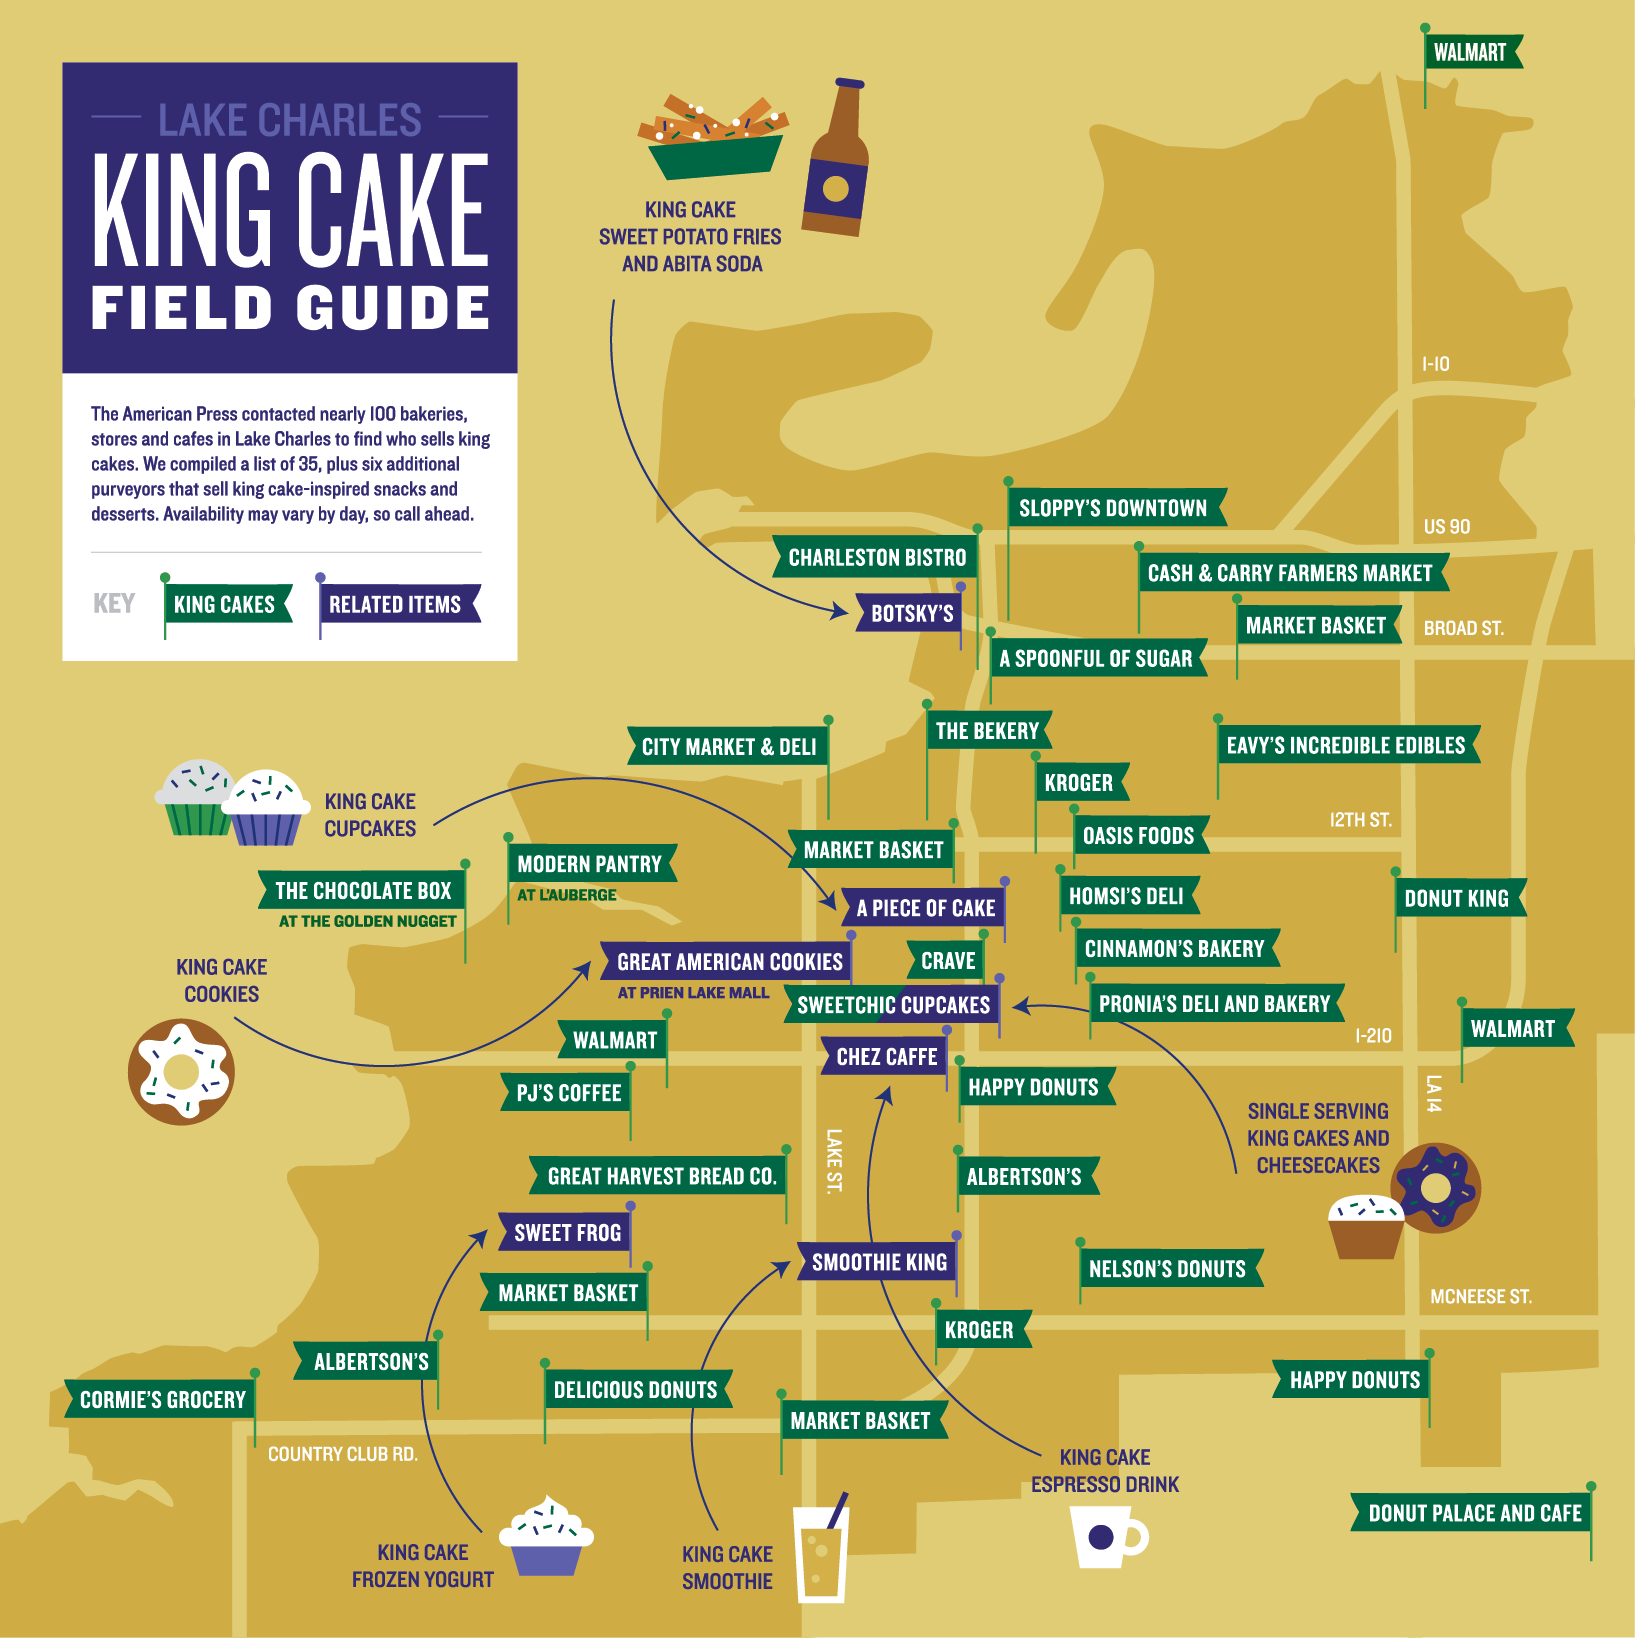 LAKE CHARLES
KING CAKE
FIELD GUIDE
The American Press contacted nearly 100 bakeries,
stores and cafes in Lake Charles to find who sells king
cakes. We compiled a list of 35, plus six additional
purveyors that sell king cake-inspired snacks and
desserts. Availability may vary by day, so call ahead.
KEY
KING CAKES
RELATED ITEMS
KING CAKE
SWEET POTATO FRIES
AND ABITA SODA
WALMART
I-10
SLOPPY'S DOWNTOWN
US 90
CHARLESTON BISTRO
CASH & CARRY FARMERS MARKET
BOTSKY'S
MARKET BASKET
BROAD ST.
A SPOONFUL OF SUGAR
THE BEKERY
CITY MARKET & DELI
EAVY'S INCREDIBLE EDIBLES
KROGER
KING CAKE
CUPCAKES
12TH ST.
OASIS FOODS
MARKET BASKET
MODERN PANTRY
AT L'AUBERGE
THE CHOCOLATE BOX
AT THE GOLDEN NUGGET
HOMSI'S DELI
DONUT KING
A PIECE OF CAKE
CINNAMON'S BAKERY
GREAT AMERICAN COOKIES
AT PRIEN LAKE MALL
CRAVE
KING CAKE
COOKIES
SWEETCHIC CUPCAKES
PRONIA'S DELI AND BAKERY
WALMART
WALMART
I-210
CHEZ CAFFE
HAPPY DONUTS
PJ'S COFFEE
LA 14
SINGLE SERVING
KING CAKES AND
CHEESECAKES
LAKE ST.
GREAT HARVEST BREAD CO.
ALBERTSON'S
SWEET FROG
SMOOTHIE KING
NELSON'S DONUTS
MARKET BASKET
MCNEESE ST.
KROGER
ALBERTSON'S
HAPPY DONUTS
DELICIOUS DONUTS
CORMIE'S GROCERY
MARKET BASKET
COUNTRY CLUB RD.
KING CAKE
ESPRESSO DRINK
DONUT PALACE AND CAFE
KING CAKE
FROZEN YOGURT
KING CAKE
SMOOTHIE